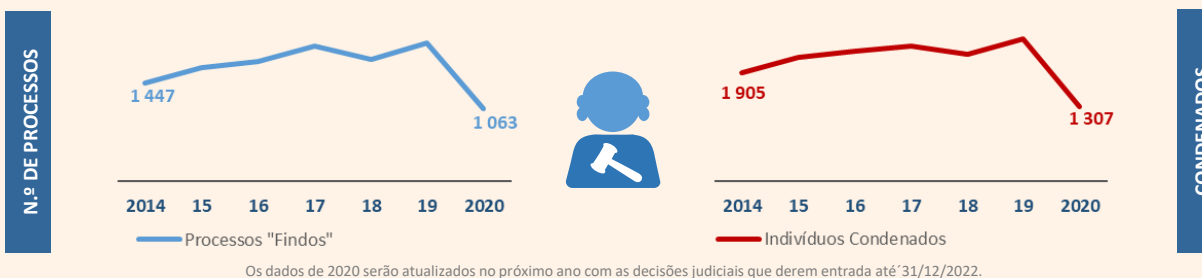 N.º DE PROCESSOS
1 447
1 063
2014 15 16 17 18 19 2020
Processos "Findos"
1 905
1 307
2014 15 16 17 18 19 2020
Indivíduos Condenados
CONDENADOS
Os dados de 2020 serão atualizados no próximo ano com as decisões judiciais que derem entrada até´31/12/2022.